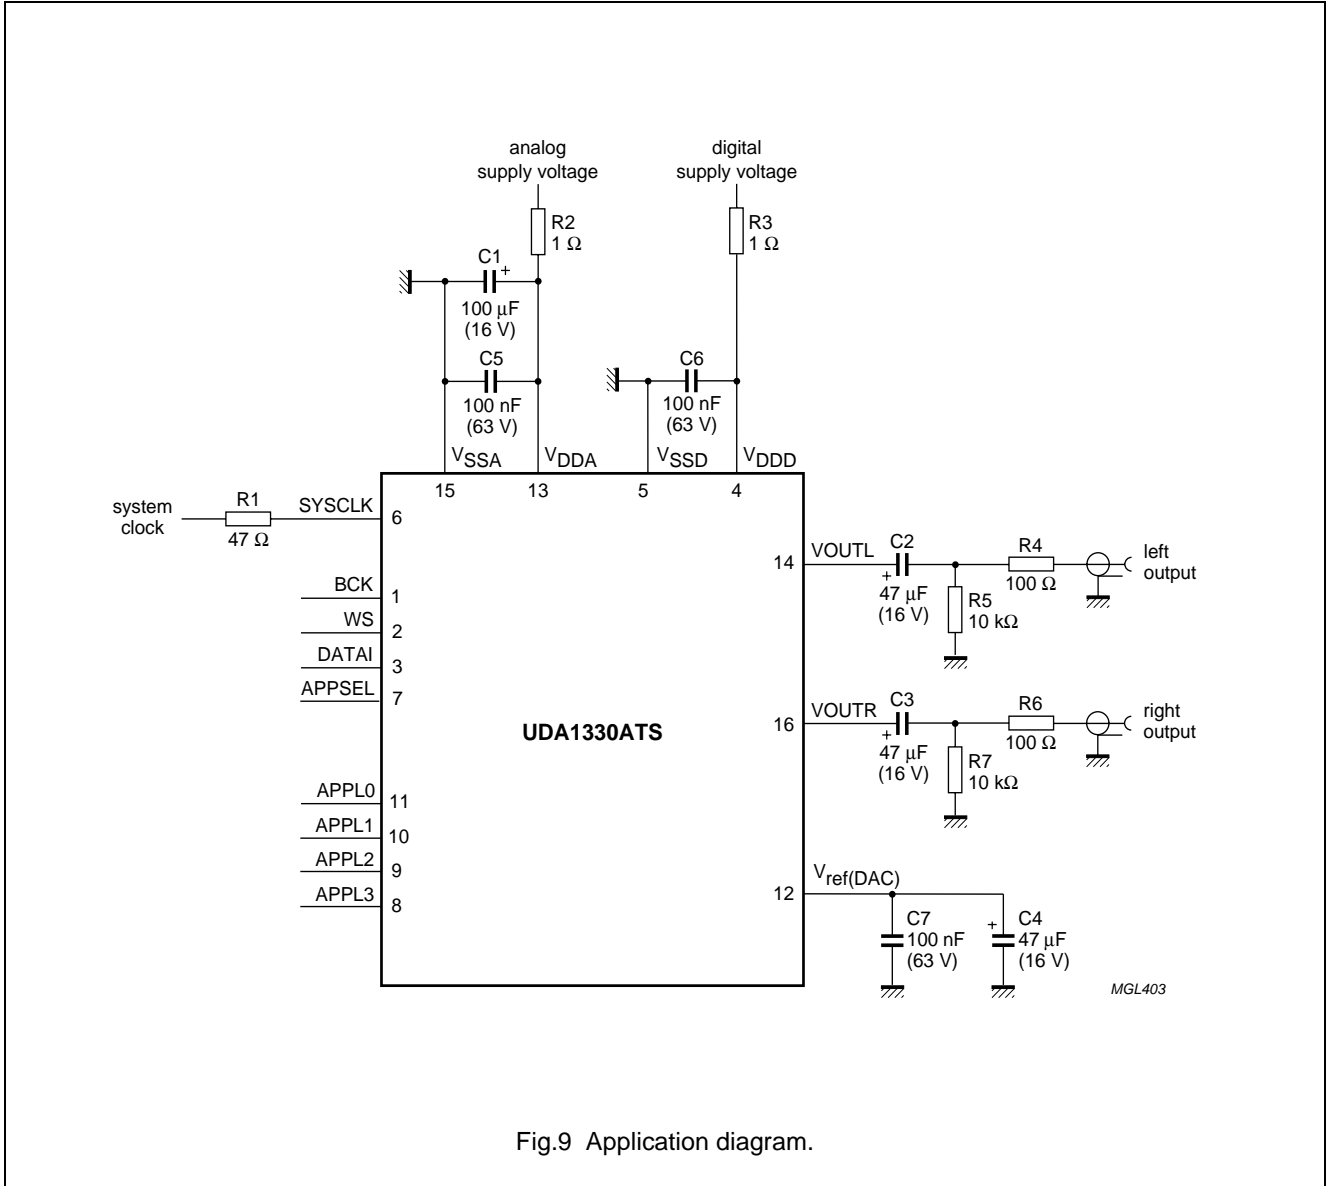 analog
supply voltage
digital
supply voltage
R2
1 Ω
R3
1 Ω
C1
+
100 μF
(16 V)
C5
100 nF
(63 V)
C6
100 nF
(63 V)
VSSA
VDDA
VSSD
VDDD
15
13
5
4
system
clock
R1
47 Ω
SYSCLK
6
BCK
1
WS
2
DATAI
3
APPSEL
7
APPL0
11
APPL1
10
APPL2
9
APPL3
8
UDA1330ATS
14
VOUTL
C2
+
47 μF
(16 V)
R5
10 kΩ
R4
100 Ω
left
output
16
VOUTR
C3
+
47 μF
(16 V)
R7
10 kΩ
R6
100 Ω
right
output
12
Vref(DAC)
C7
100 nF
(63 V)
+
C4
47 μF
(16 V)
MGL403
Fig.9 Application diagram.